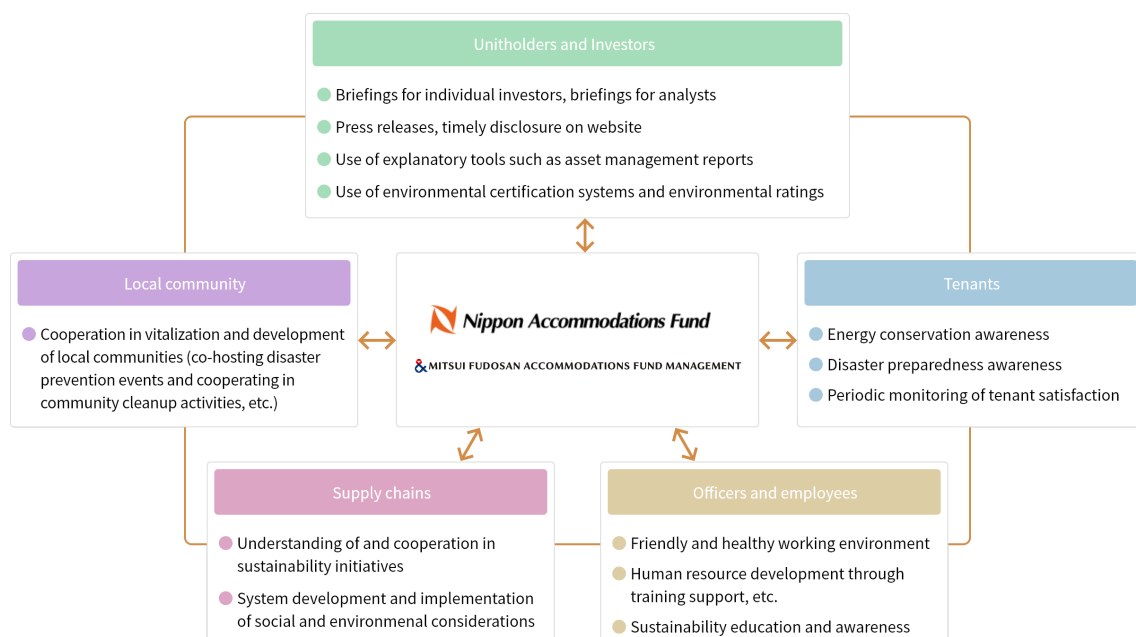 Unitholders and Investors
Briefings for individual investors, briefings for analysts
Press releases, timely disclosure on website
Use of explanatory tools such as asset management reports
Use of environmental certification systems and environmental ratings
Local community
Cooperation in vitalization and development
of local communities (co-hosting disaster
prevention events and cooperating in
community cleanup activities, etc.)
Nippon Accommodations Fund
& MITSUI FUDOSAN ACCOMMODATIONS FUND MANAGEMENT
Tenants
Energy conservation awareness
Disaster preparedness awareness
Periodic monitoring of tenant satisfaction
Supply chains
Understanding of and cooperation in
sustainability initiatives
System development and implementation
of social and environmenal considerations
Officers and employees
Friendly and healthy working environment
Human resource development through
training support, etc.
Sustainability education and awareness